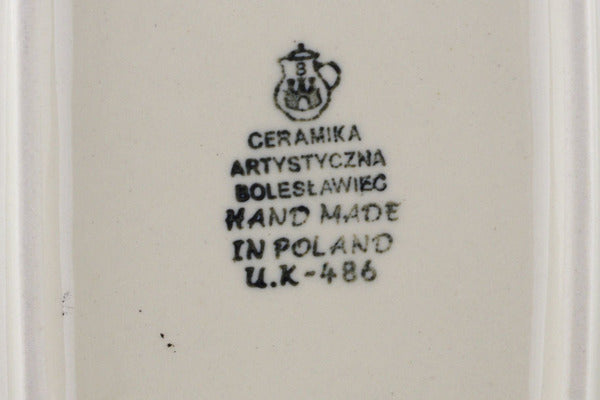 B
CERAMIKA
ARTYSTYCZNA
BOLESŁAWIEC
HAND MADE
IN POLAND
U.K-486